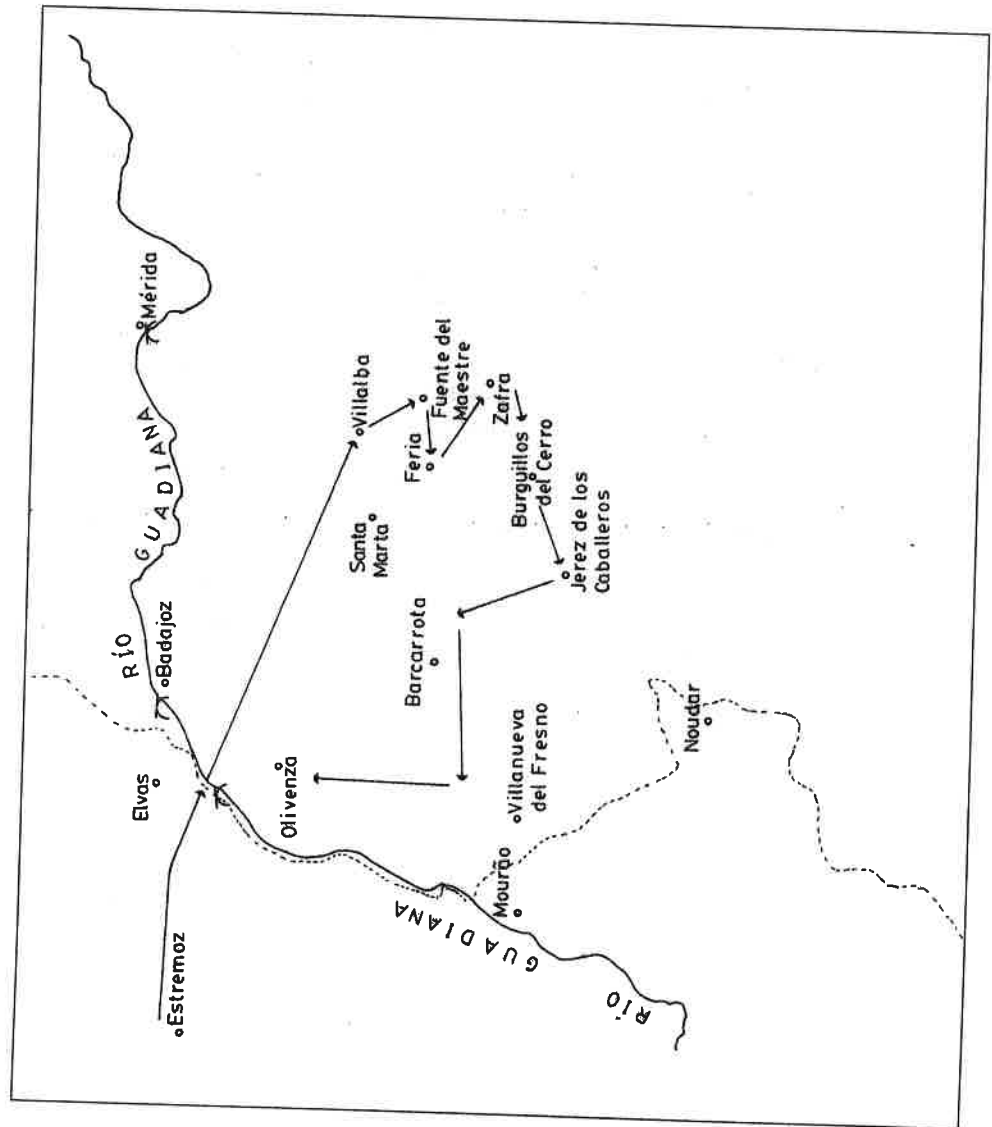 RÍO GUADIANA
Mérida
Badajoz
Elvas
Estremoz
Olivenza
Villalba
Fuente del
Maestre
Feria
Santa
Marta
Zafra
Burguillos
del Cerro
Jerez de los
Caballeros
Barcarrota
Villanueva
del Fresno
Mourão
Noudar
RÍO GUADIANA